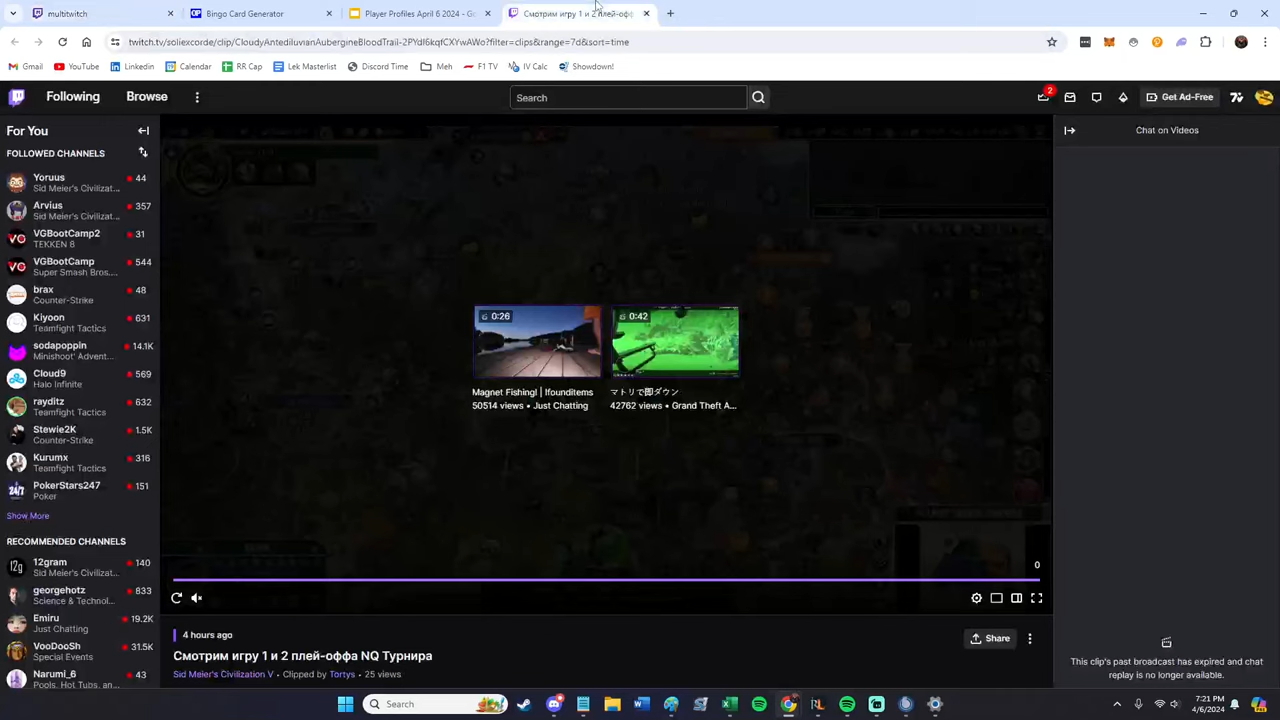 multitwitch
Bingo Card Generator
Player Profiles April 6 2024 - Go
Смотрим игру 1 и 2 плей-офф
twitch.tv/soliexcorde/clip/CloudyAntediluvianAubergineBloodTrail-2PYdI6kqfCXYwAWo?filter=clips&range=7d&sort=time
Gmail
YouTube
Linkedin
Calendar
RR Cap
Lek Masterlist
Discord Time
Meh
F1 TV
IV Calc
Showdown!
Following
Browse
Search
2
Get Ad-Free
For You
FOLLOWED CHANNELS
Yoruus 44
Sid Meier's Civilizat...
Arvius 357
Sid Meier's Civilizat...
VGBootCamp2 31
TEKKEN 8
VGBootCamp 544
Super Smash Bros....
brax 48
Counter-Strike
Kiyoon 631
Teamfight Tactics
sodapoppin 14.1K
Minishoot' Advent...
Cloud9 569
Halo Infinite
rayditz 632
Teamfight Tactics
Stewie2K 1.5K
Counter-Strike
Kurumx 316
Teamfight Tactics
PokerStars247 151
Poker
Show More
RECOMMENDED CHANNELS
12gram 140
Sid Meier's Civilizat...
georgehotz 833
Science & Technol...
Emiru 19.2K
Just Chatting
VooDooSh 31.5K
Special Events
Narumi_6 43
Pools, Hot Tubs, an...
0:26
Magnet Fishing! | Ifounditems
50514 views • Just Chatting
0:42
マトリで即ダウン
42762 views • Grand Theft A...
0
4 hours ago
Смотрим игру 1 и 2 плей-оффа NQ Турнира
Sid Meier's Civilization V • Clipped by Tortys • 25 views
Share
Chat on Videos
This clip's past broadcast has expired and chat
replay is no longer available.
Search
7:21 PM
4/6/2024